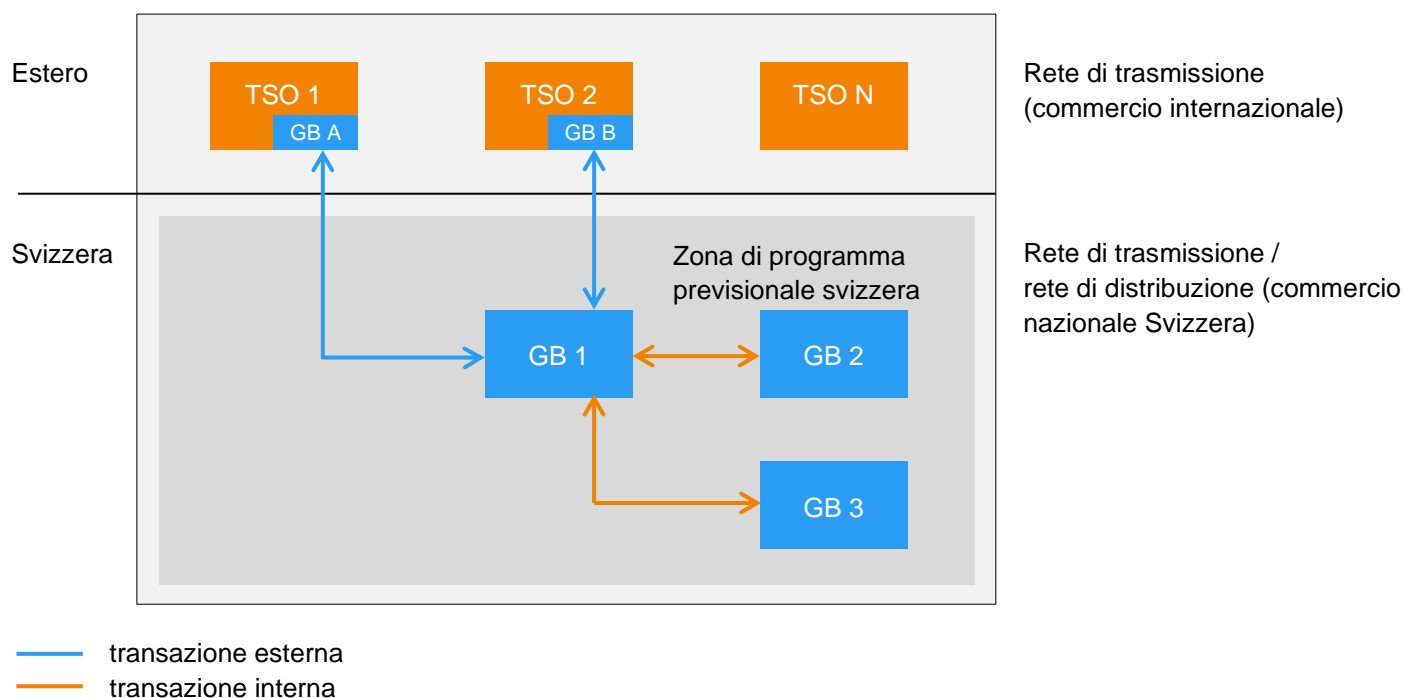 Estero
TSO 1
GB A
TSO 2
GB B
TSO N
Rete di trasmissione
(commercio internazionale)
Svizzera
Zona di programma
previsionale svizzera
Rete di trasmissione /
rete di distribuzione (commercio
nazionale Svizzera)
GB 1
GB 2
GB 3
transazione esterna
transazione interna